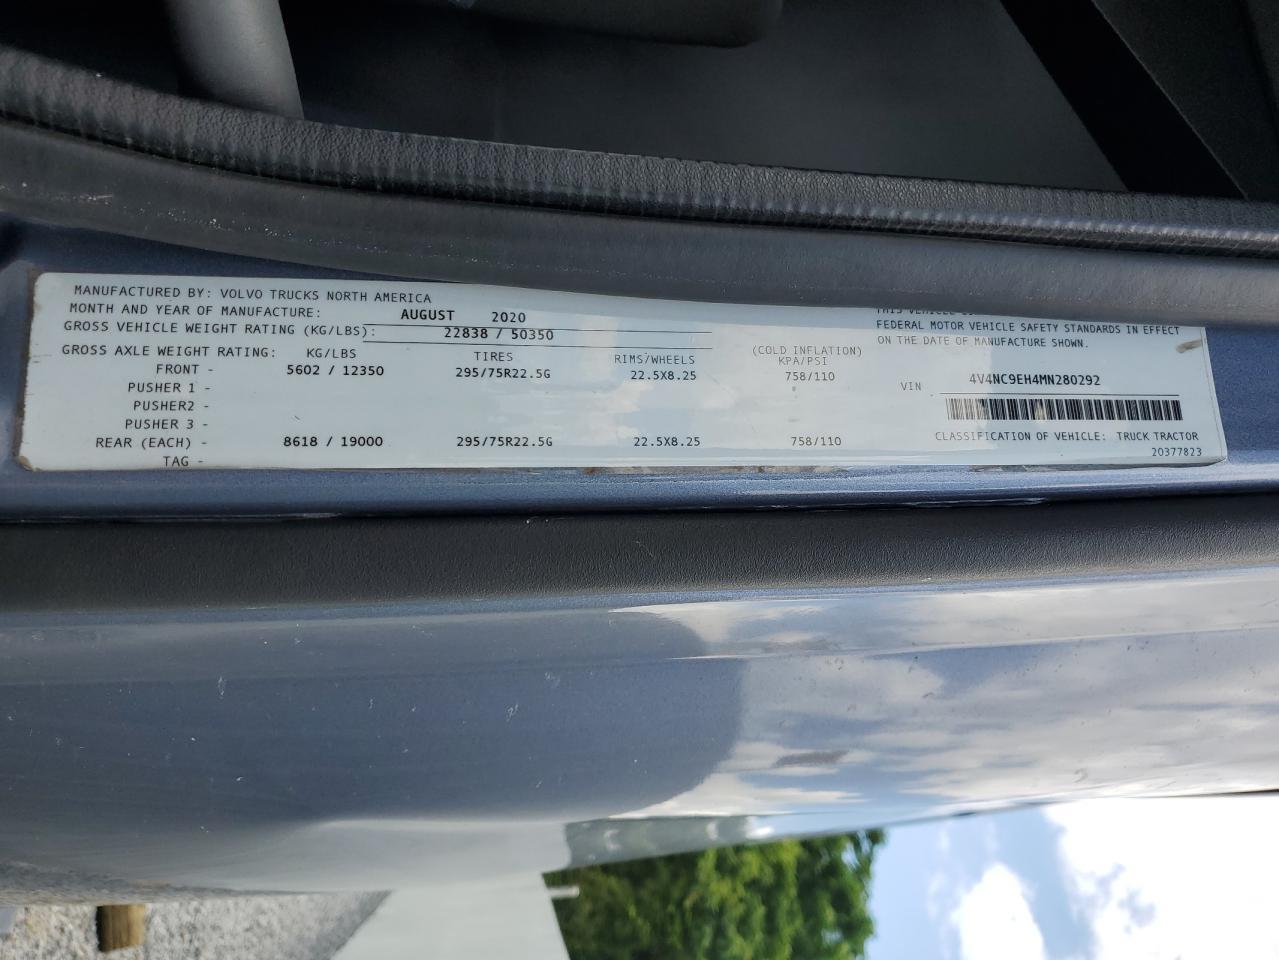 MANUFACTURED BY: VOLVO TRUCKS NORTH AMERICA
MONTH AND YEAR OF MANUFACTURE: AUGUST 2020
GROSS VEHICLE WEIGHT RATING (KG/LBS): 22838 / 50350
GROSS AXLE WEIGHT RATING: KG/LBS TIRES RIMS/WHEELS (COLD INFLATION) KPA/PSI
FRONT - 5602 / 12350 295/75R22.5G 22.5X8.25 758/110
PUSHER 1 -
PUSHER2 -
PUSHER 3 -
REAR (EACH) - 8618 / 19000 295/75R22.5G 22.5X8.25 758/110
TAG -
THIS VEHICLE
FEDERAL MOTOR VEHICLE SAFETY STANDARDS IN EFFECT
ON THE DATE OF MANUFACTURE SHOWN.
VIN 4V4NC9EH4MN280292
CLASSIFICATION OF VEHICLE: TRUCK TRACTOR
20377823